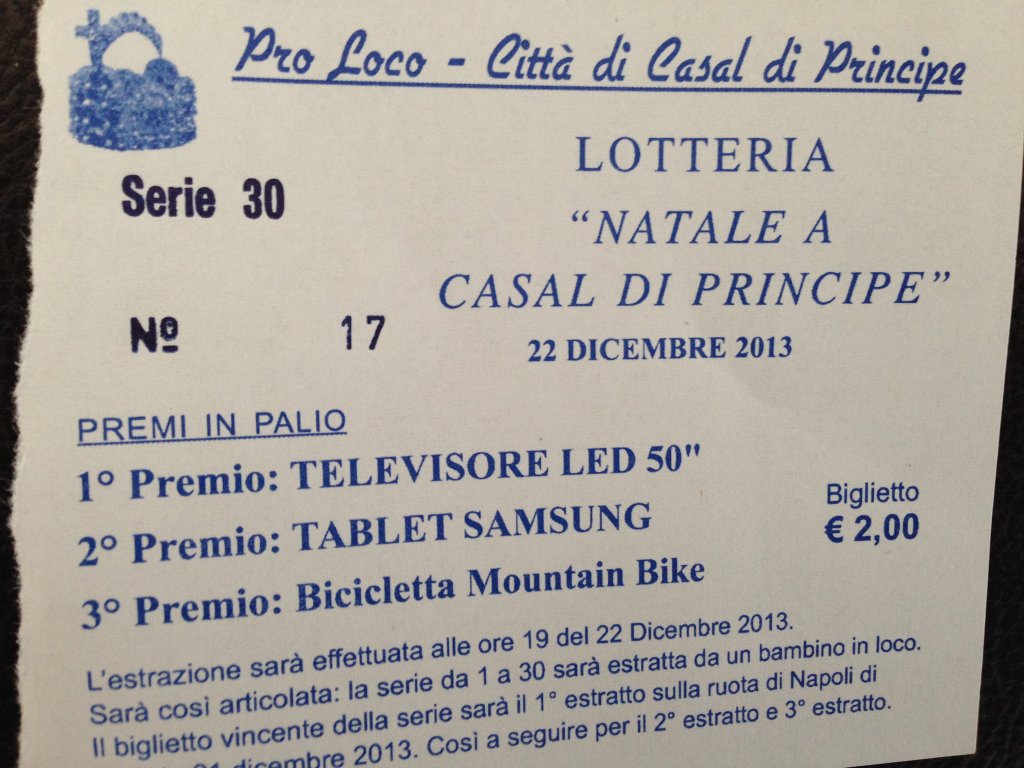 Pro Loco - Città di Casal di Principe
LOTTERIA
Serie 30
"NATALE A
CASAL DI PRINCIPE"
Nº 17
22 DICEMBRE 2013
PREMI IN PALIO
1° Premio: TELEVISORE LED 50"
2° Premio: TABLET SAMSUNG
Biglietto
€ 2,00
3° Premio: Bicicletta Mountain Bike
L'estrazione sarà effettuata alle ore 19 del 22 Dicembre 2013.
Sarà così articolata: la serie da 1 a 30 sarà estratta da un bambino in loco.
Il biglietto vincente della serie sarà il 1° estratto sulla ruota di Napoli di
dicembre 2013. Così a seguire per il 2° estratto e 3° estratto.